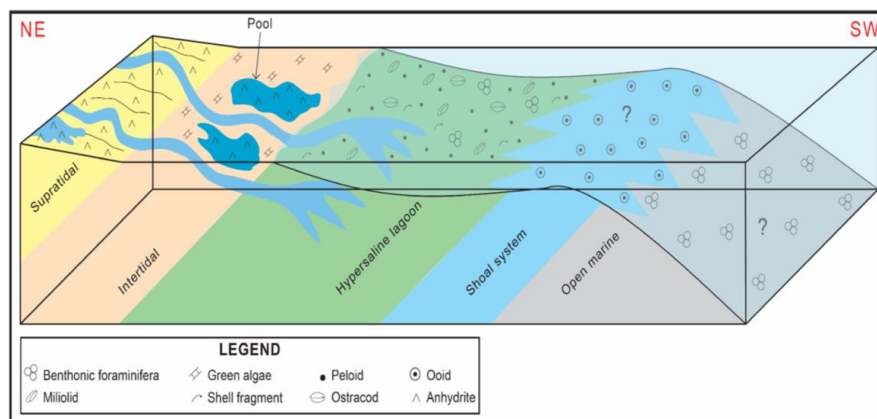 NE
SW
Pool
?
?
Supratidal
Intertidal
Hypersaline lagoon
Shoal system
Open marine
LEGEND
Benthonic foraminifera
Green algae
Peloid
Ooid
Miliolid
Shell fragment
Ostracod
Anhydrite